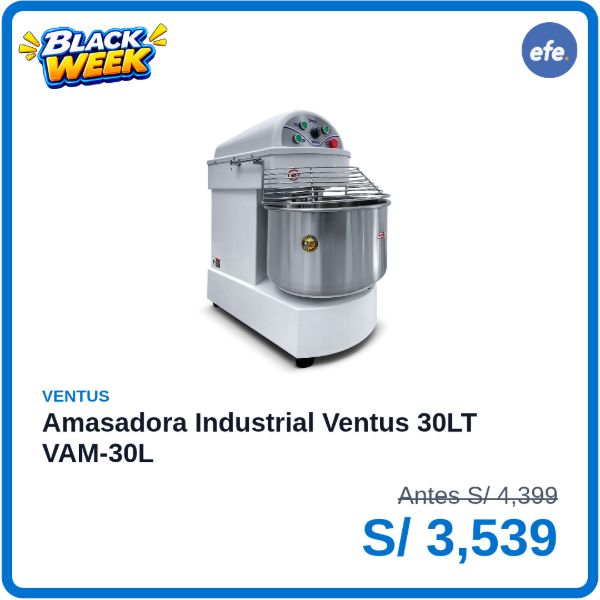 BLACK WEEK
efe.
VENTUS
Amasadora Industrial Ventus 30LT
VAM-30L
Antes S/ 4,399
S/ 3,539